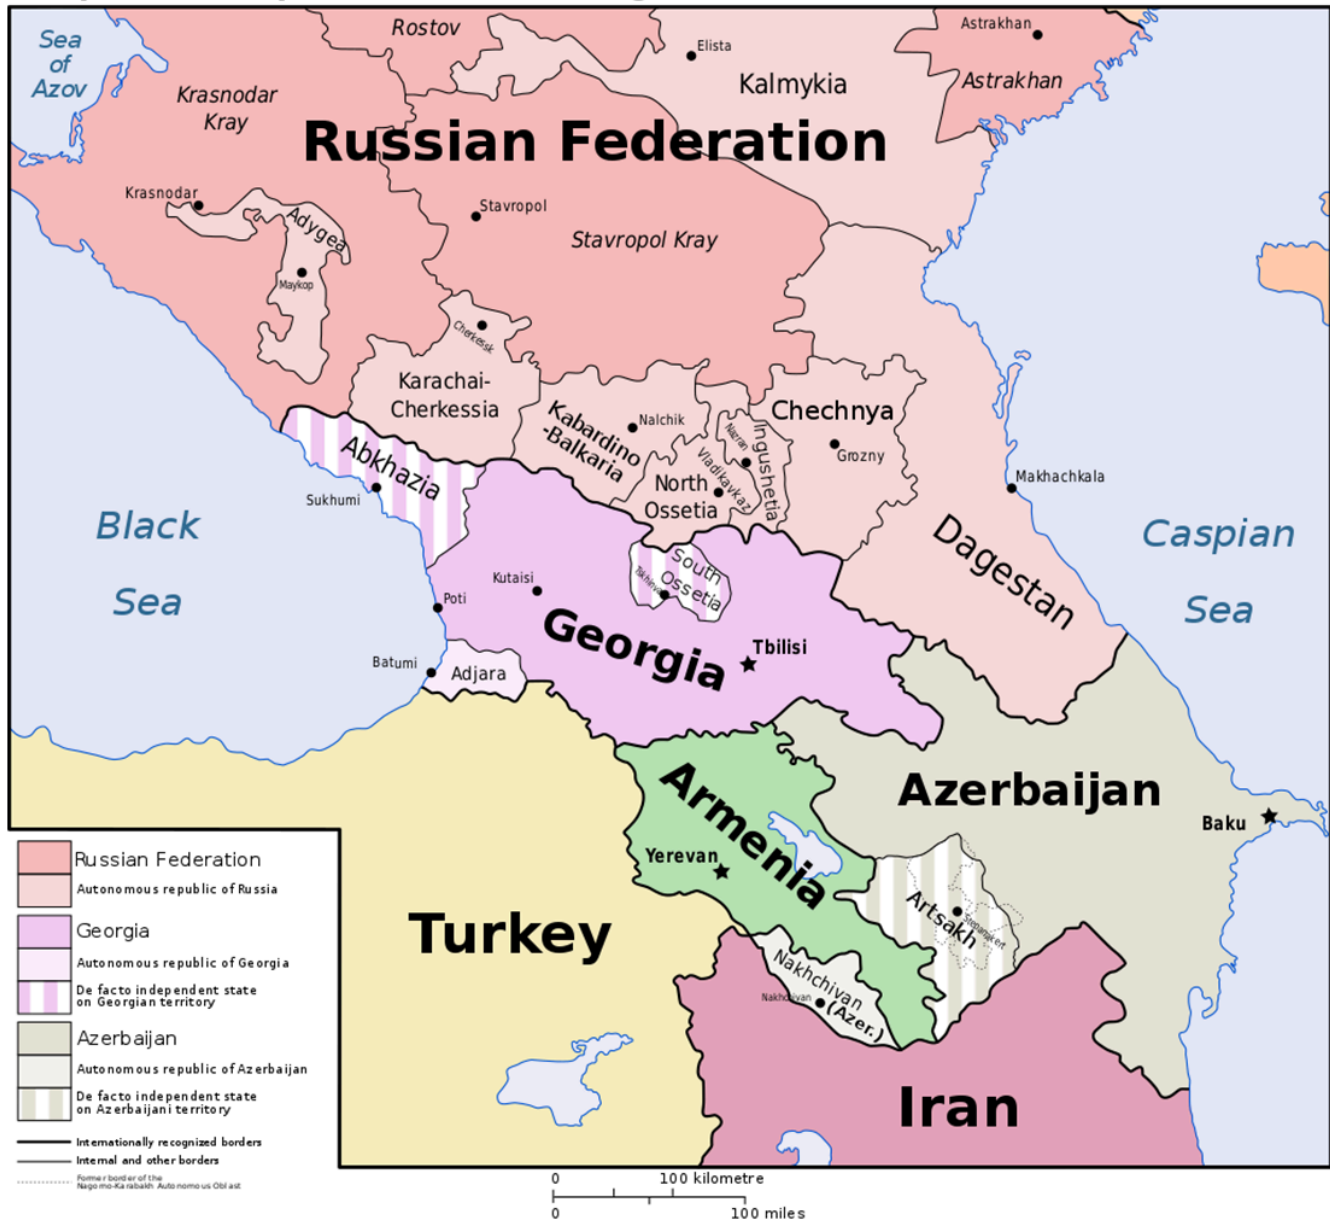 Sea
of
Azov
Rostov
Elista
Astrakhan
Kalmykia
Astrakhan
Krasnodar
Kray
Russian Federation
Krasnodar
Adygea
Maykop
Stavropol
Stavropol Kray
Cherkessk
Karachai-
Cherkessia
Kabardino
-Balkaria
Nalchik
Chechnya
Grozny
Nazran
Ingushetia
Vladikavkaz
North
Ossetia
Makhachkala
Dagestan
Abkhazia
Sukhumi
Black
Sea
Caspian
Sea
South
Ossetia
Kutaisi
Poti
Georgia
Tbilisi
Batumi
Adjara
Armenia
Yerevan
Azerbaijan
Baku
Artsakh
Stepanakert
Turkey
Nakhchivan
(Azer.)
Nakhchivan
Iran
Russian Federation
Autonomous republic of Russia
Georgia
Autonomous republic of Georgia
De facto independent state
on Georgian territory
Azerbaijan
Autonomous republic of Azerbaijan
De facto independent state
on Azerbaijani territory
Internationally recognized borders
Internal and other borders
Former border of the
Nagorno-Karabakh Autonomous Oblast
0 100 kilometre
0 100 miles